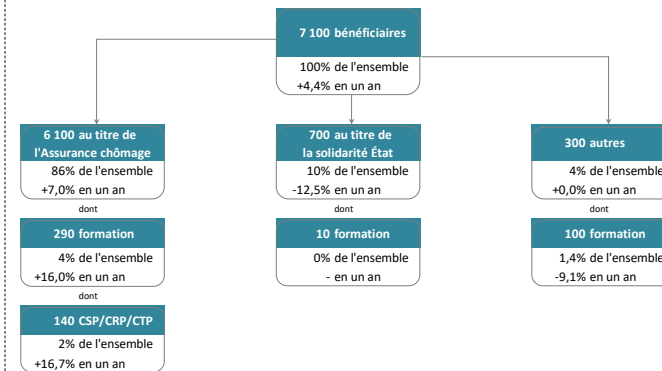 7 100 bénéficiaires
100% de l'ensemble
+4,4% en un an
6 100 au titre de
l'Assurance chômage
86% de l'ensemble
+7,0% en un an
dont
290 formation
4% de l'ensemble
+16,0% en un an
dont
140 CSP/CRP/CTP
2% de l'ensemble
+16,7% en un an
700 au titre de
la solidarité État
10% de l'ensemble
-12,5% en un an
dont
10 formation
0% de l'ensemble
- en un an
300 autres
4% de l'ensemble
+0,0% en un an
dont
100 formation
1,4% de l'ensemble
-9,1% en un an